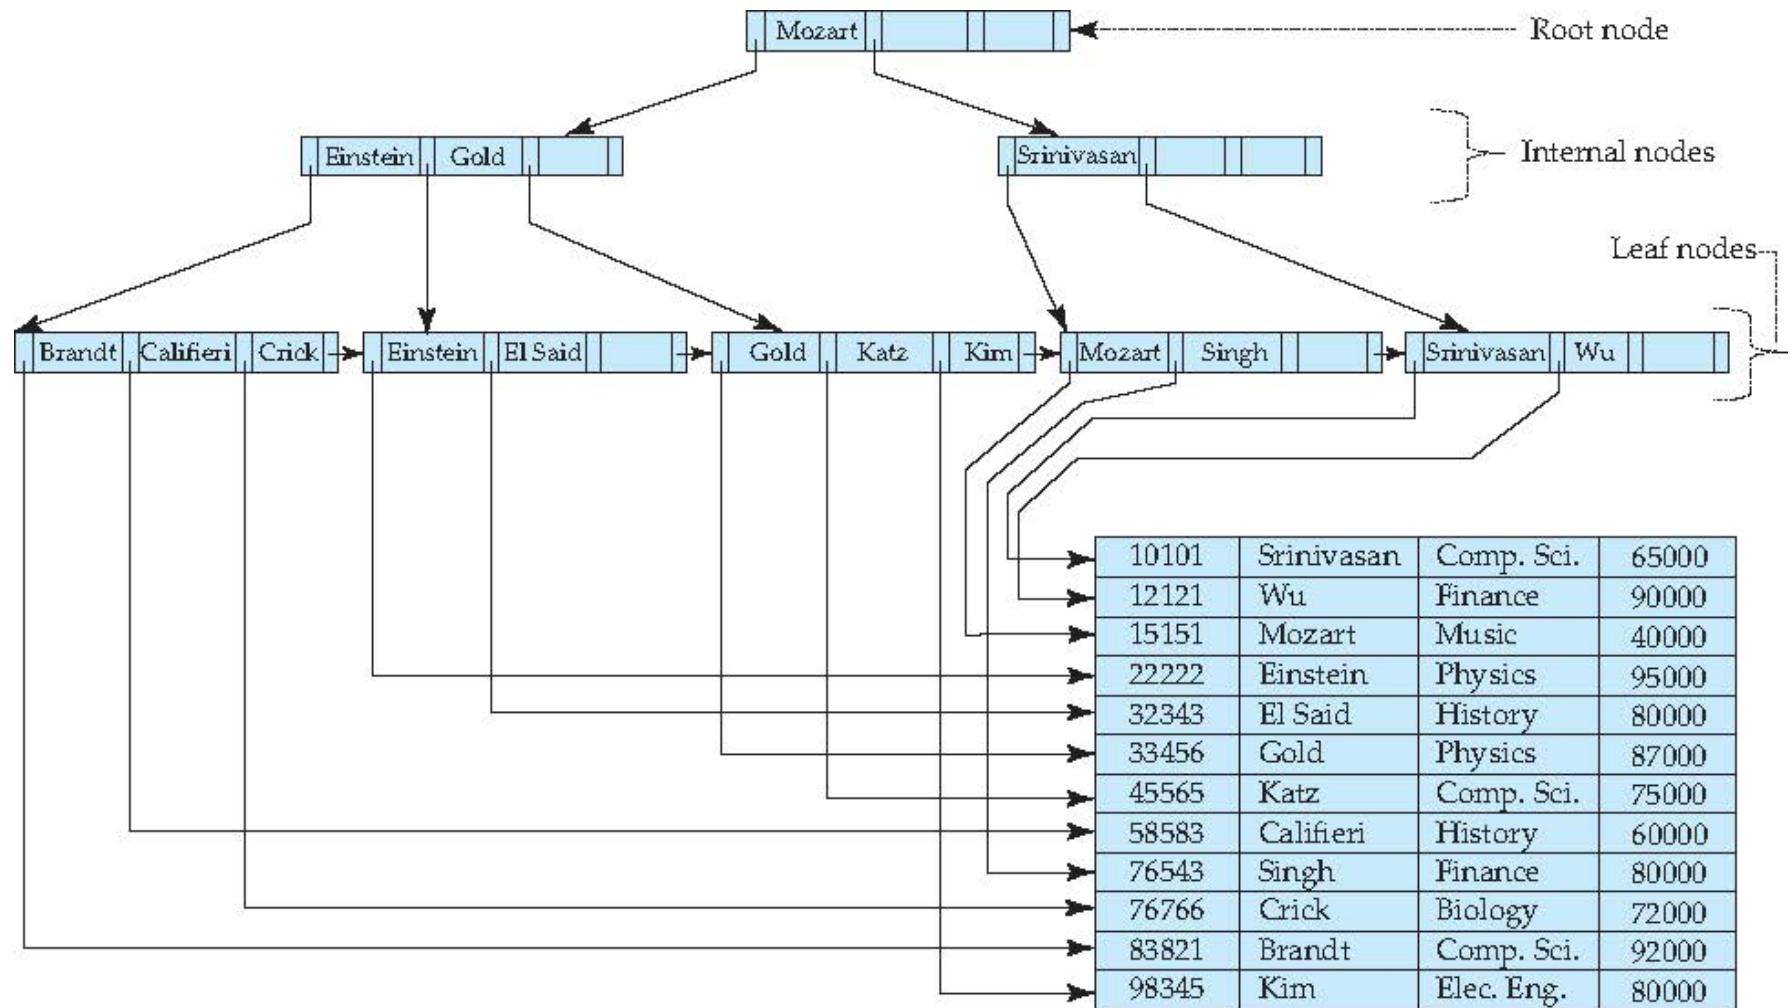 Mozart
Root node
Einstein Gold
Srinivasan
Internal nodes
Leaf nodes
Brandt Califieri Crick
Einstein El Said
Gold Katz Kim
Mozart Singh
Srinivasan Wu
10101 Srinivasan Comp. Sci. 65000
12121 Wu Finance 90000
15151 Mozart Music 40000
22222 Einstein Physics 95000
32343 El Said History 80000
33456 Gold Physics 87000
45565 Katz Comp. Sci. 75000
58583 Califieri History 60000
76543 Singh Finance 80000
76766 Crick Biology 72000
83821 Brandt Comp. Sci. 92000
98345 Kim Elec. Eng. 80000